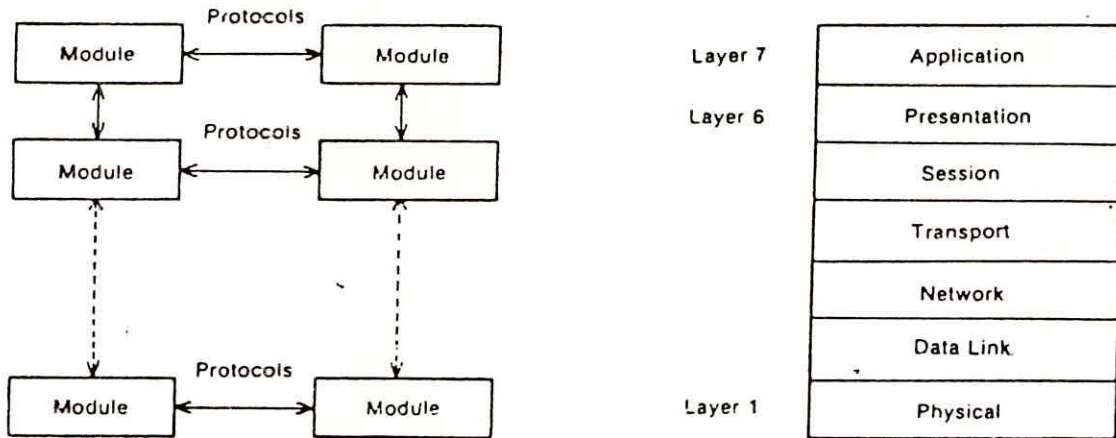 Protocols
Module Module
Protocols
Module Module
Protocols
Module Module
Layer 7 Application
Layer 6 Presentation
Session
Transport
Network
Data Link
Layer 1 Physical